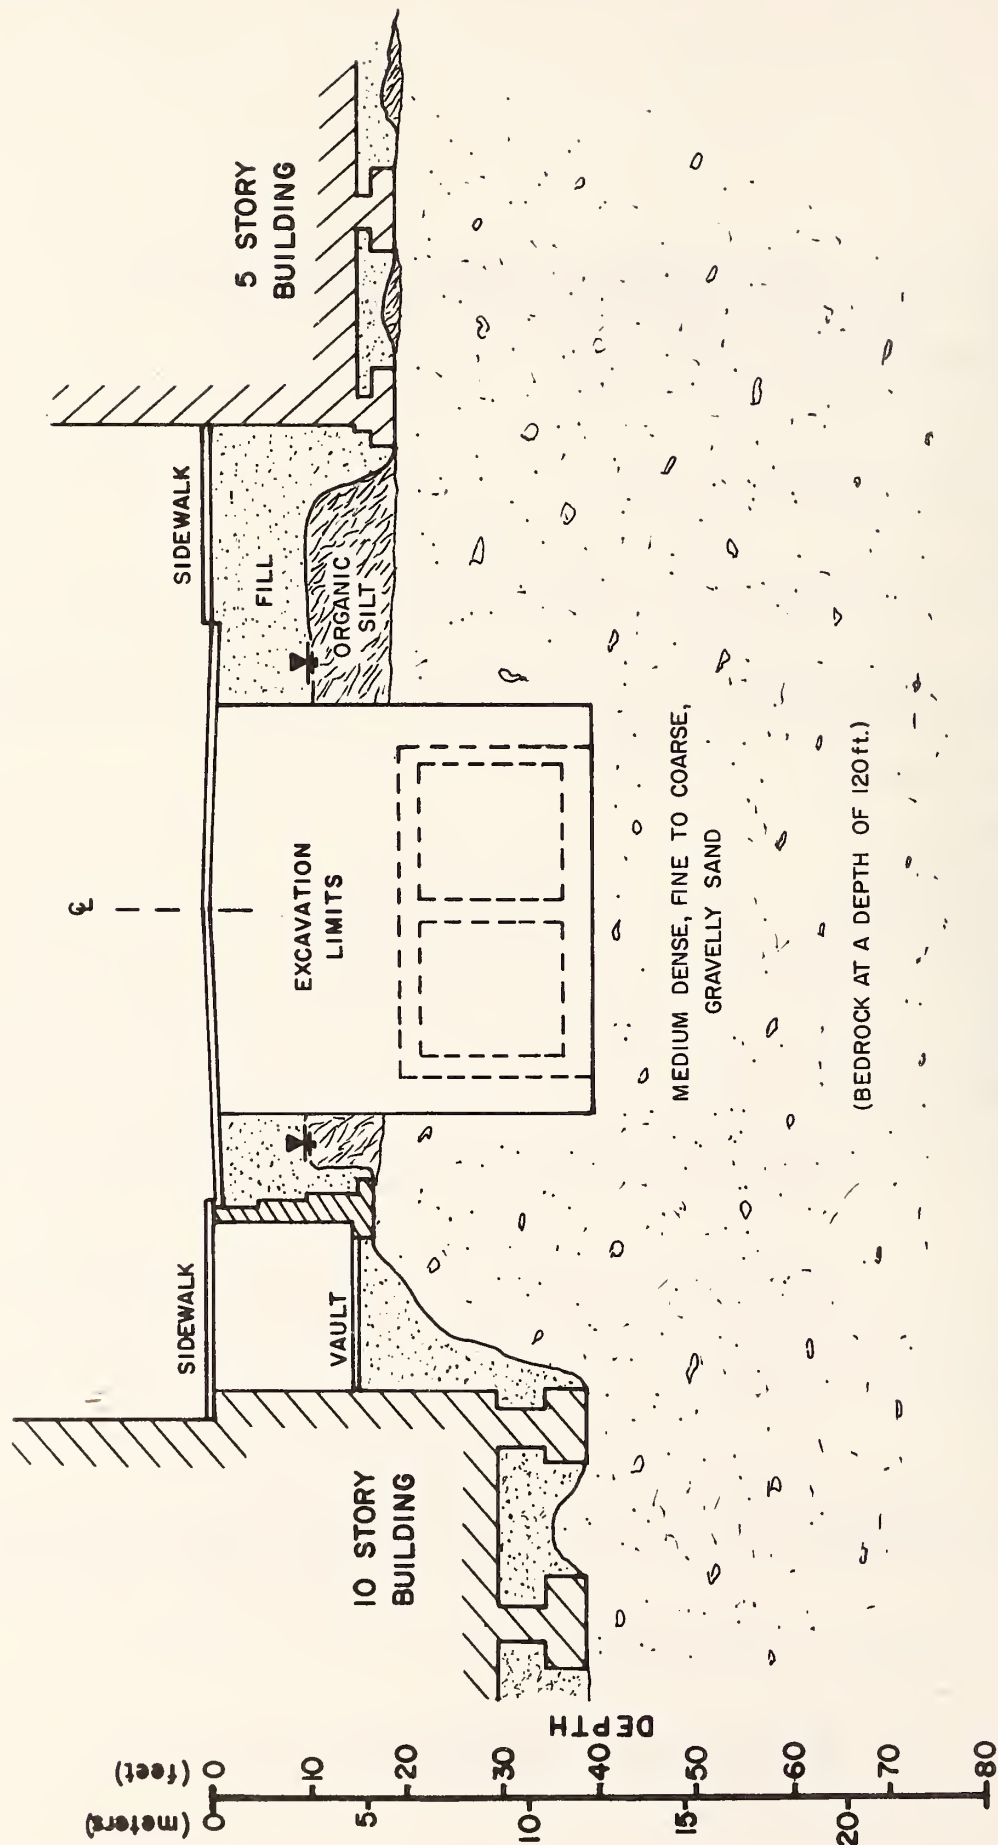 5 STORY
BUILDING
SIDEWALK
FILL
ORGANIC
SILT
℄
EXCAVATION
LIMITS
SIDEWALK
VAULT
10 STORY
BUILDING
MEDIUM DENSE, FINE TO COARSE,
GRAVELLY SAND
(BEDROCK AT A DEPTH OF 120 ft.)
DEPTH
(feet)
0
10
20
30
40
50
60
70
80
(meters)
0
5
10
15
20